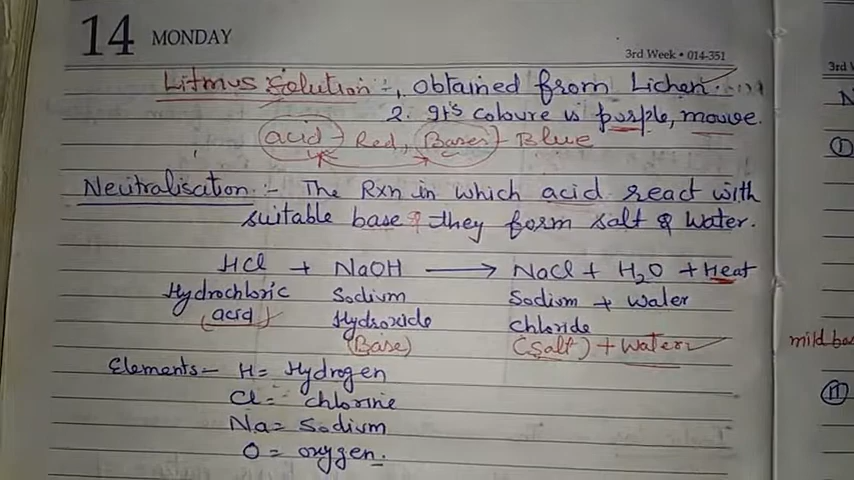 14 MONDAY
3rd Week • 014-351
Litmus Solution :-, obtained from Lichen.
2. It's coloure is purple, mouve.
acid Red, Bases - Blue
Neutralisation :- The Rxn in which acid react with
suitable base & they form salt & water.
HCl + NaOH → NaCl + H2O + Heat
Hydrochloric Sodium Sodium + Water
(acid) Hydroxide chloride
(Base) (Salt) + Water
Elements - H = Hydrogen
Cl = chlorine
Na = Sodium
O = oxygen.
3rd
N
I
mild bas
II